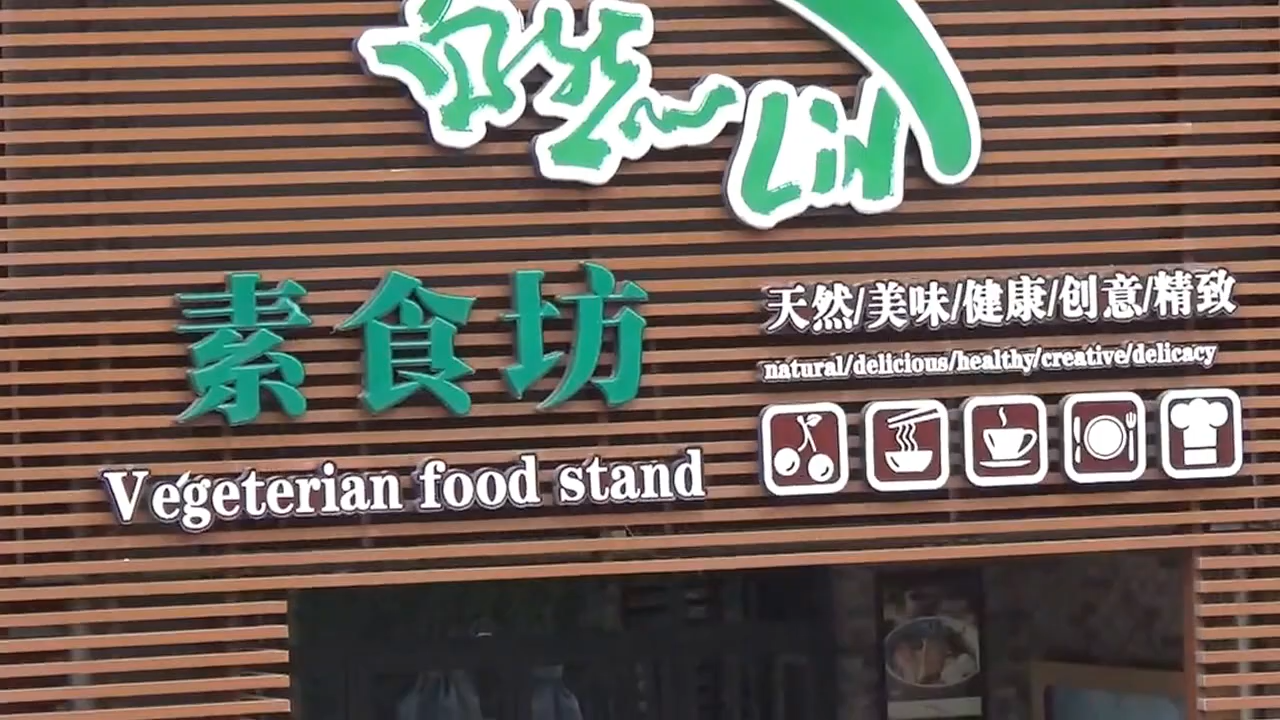 Lin
素食坊
Vegeterian food stand
天然/美味/健康/创意/精致
natural/delicious/healthy/creative/delicacy